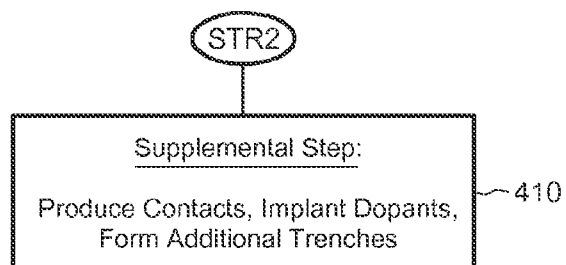 STR2
Supplemental Step:
Produce Contacts, Implant Dopants,
Form Additional Trenches
410